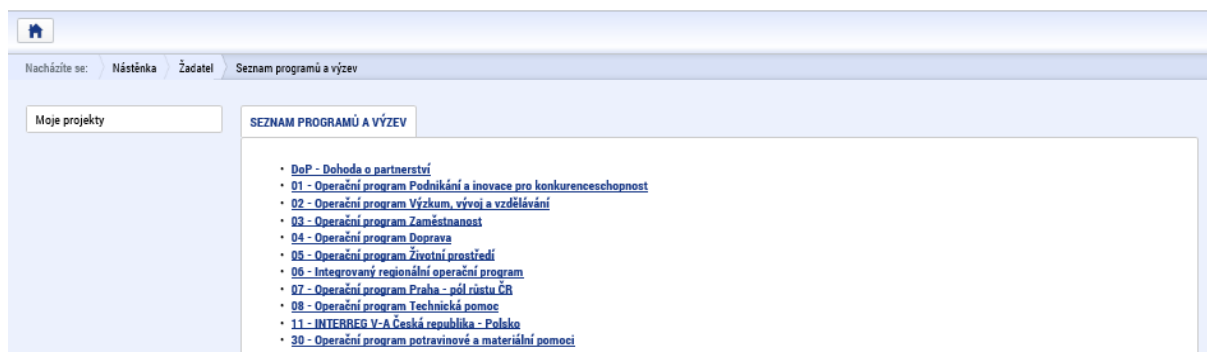 Nacházíte se: Nástěnka Žadatel Seznam programů a výzev
Moje projekty
SEZNAM PROGRAMŮ A VÝZEV
• DoP - Dohoda o partnerství
• 01 - Operační program Podnikání a inovace pro konkurenceschopnost
• 02 - Operační program Výzkum, vývoj a vzdělávání
• 03 - Operační program Zaměstnanost
• 04 - Operační program Doprava
• 05 - Operační program Životní prostředí
• 06 - Integrovaný regionální operační program
• 07 - Operační program Praha - pól růstu ČR
• 08 - Operační program Technická pomoc
• 11 - INTERREG V-A Česká republika - Polsko
• 30 - Operační program potravinové a materiální pomoci